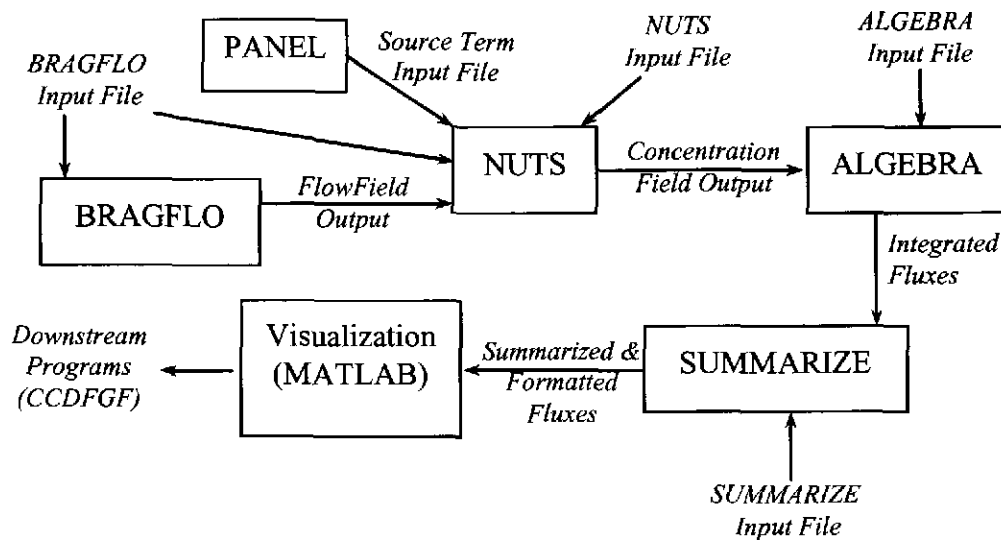 PANEL
Source Term
Input File
NUTS
Input File
ALGEBRA
Input File
BRAGFLO
Input File
NUTS
Concentration
Field Output
ALGEBRA
BRAGFLO
FlowField
Output
Integrated
Fluxes
Downstream
Programs
(CCDFGF)
Visualization
(MATLAB)
Summarized &
Formatted
Fluxes
SUMMARIZE
SUMMARIZE
Input File